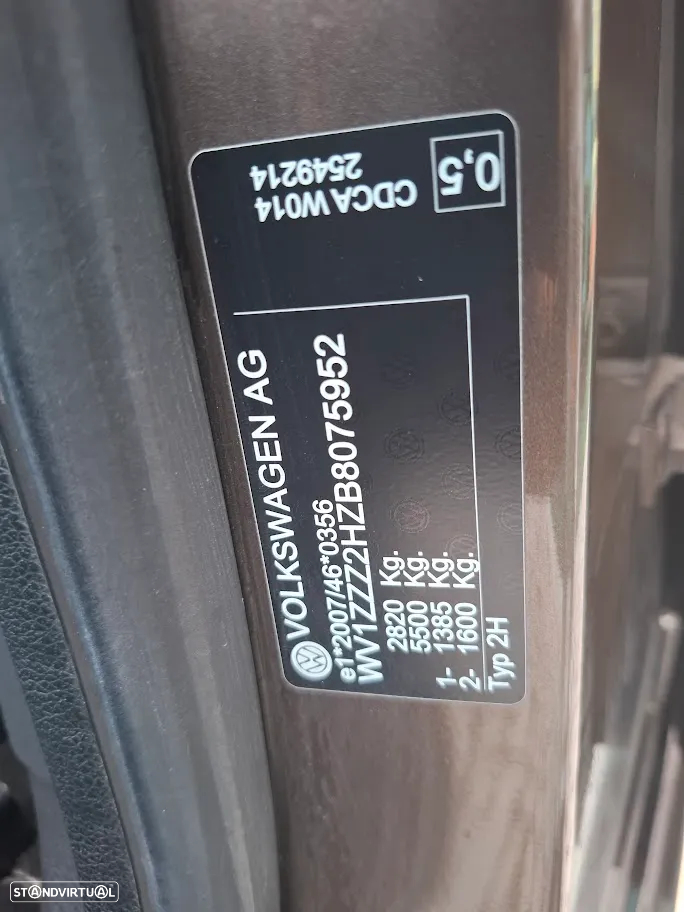 VOLKSWAGEN AG
e1*2007/46*0356
WV1ZZZ2HZB8075952
2820 Kg.
5500 Kg.
1- 1385 Kg.
2- 1600 Kg.
Typ 2H
CDCA W014
2549214
0,5
STANDVIRTUAL